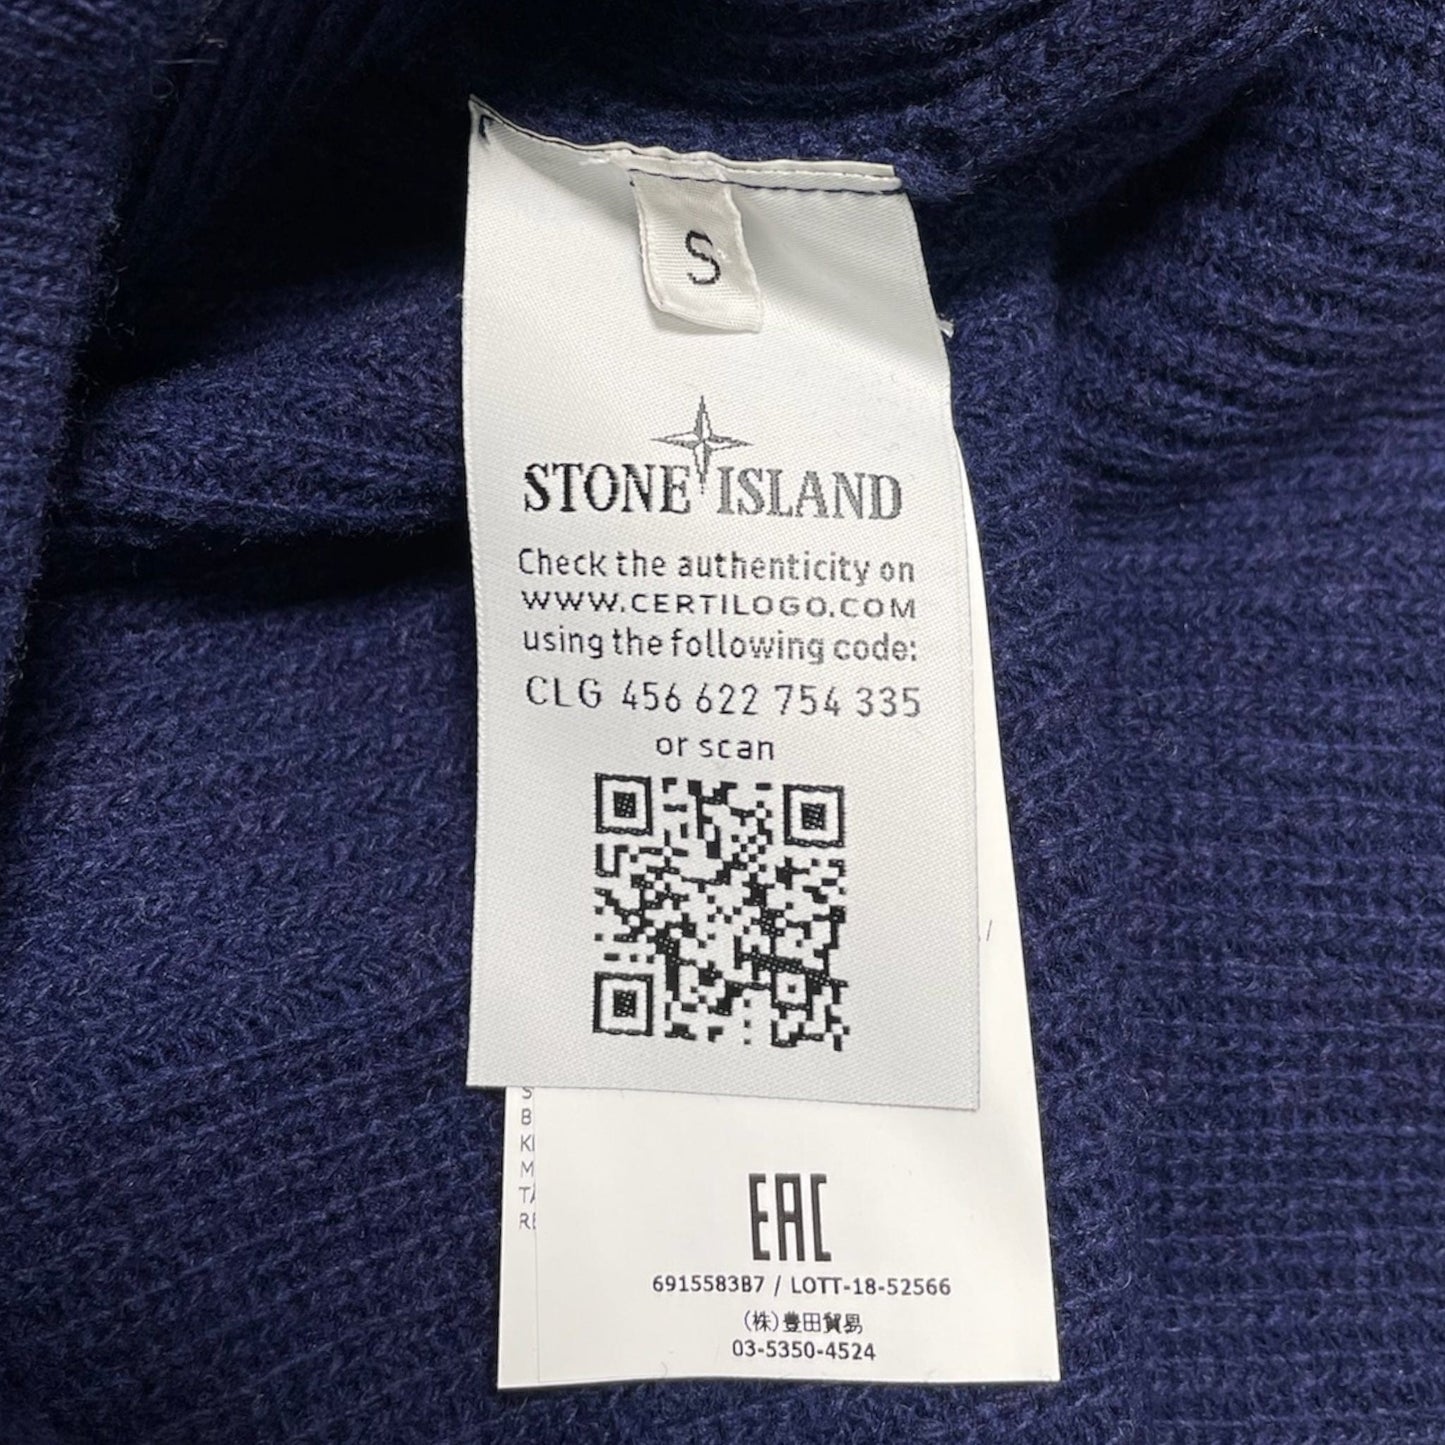 S
STONE ISLAND
Check the authenticity on
WWW.CERTILOGO.COM
using the following code:
CLG 456 622 754 335
or scan
S
B
M
EAC
6915583B7 / LOTT-18-52566
(株)豊田貿易
03-5350-4524